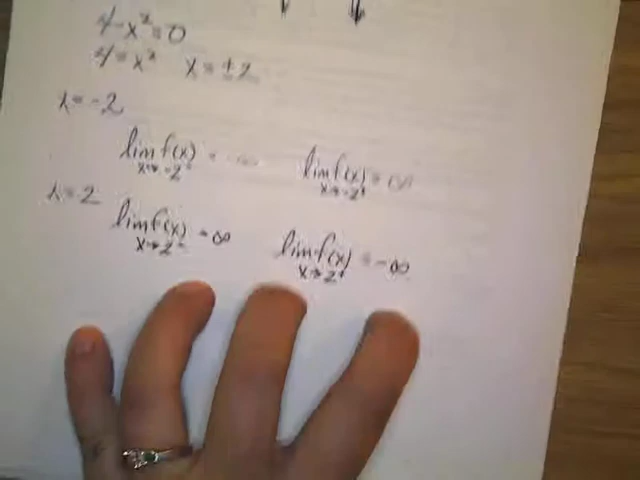 4-x²=0
4=x² x=±2
x=-2
lim f(x) = -∞ lim f(x) = ∞
x→-2⁻ x→-2⁺
x=2
lim f(x) = ∞ lim f(x) = -∞
x→2⁻ x→2⁺